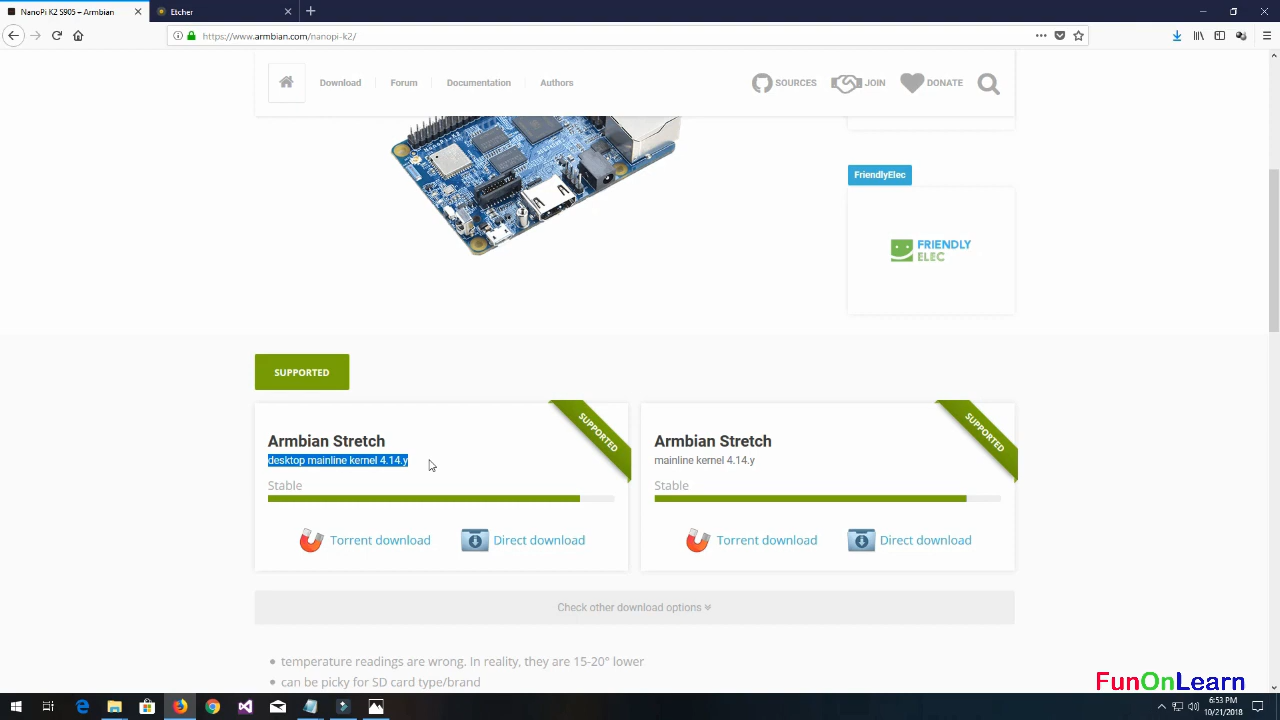 NanoPi K2 S905 – Armbian
Etcher
https://www.armbian.com/nanopi-k2/
Download
Forum
Documentation
Authors
SOURCES
JOIN
DONATE
FriendlyElec
FRIENDLY
ELEC
SUPPORTED
SUPPORTED
Armbian Stretch
desktop mainline kernel 4.14.y
Stable
Torrent download
Direct download
SUPPORTED
Armbian Stretch
mainline kernel 4.14.y
Stable
Torrent download
Direct download
Check other download options
temperature readings are wrong. In reality, they are 15-20° lower
can be picky for SD card type/brand
FunOnLearn
6:53 PM
10/21/2018